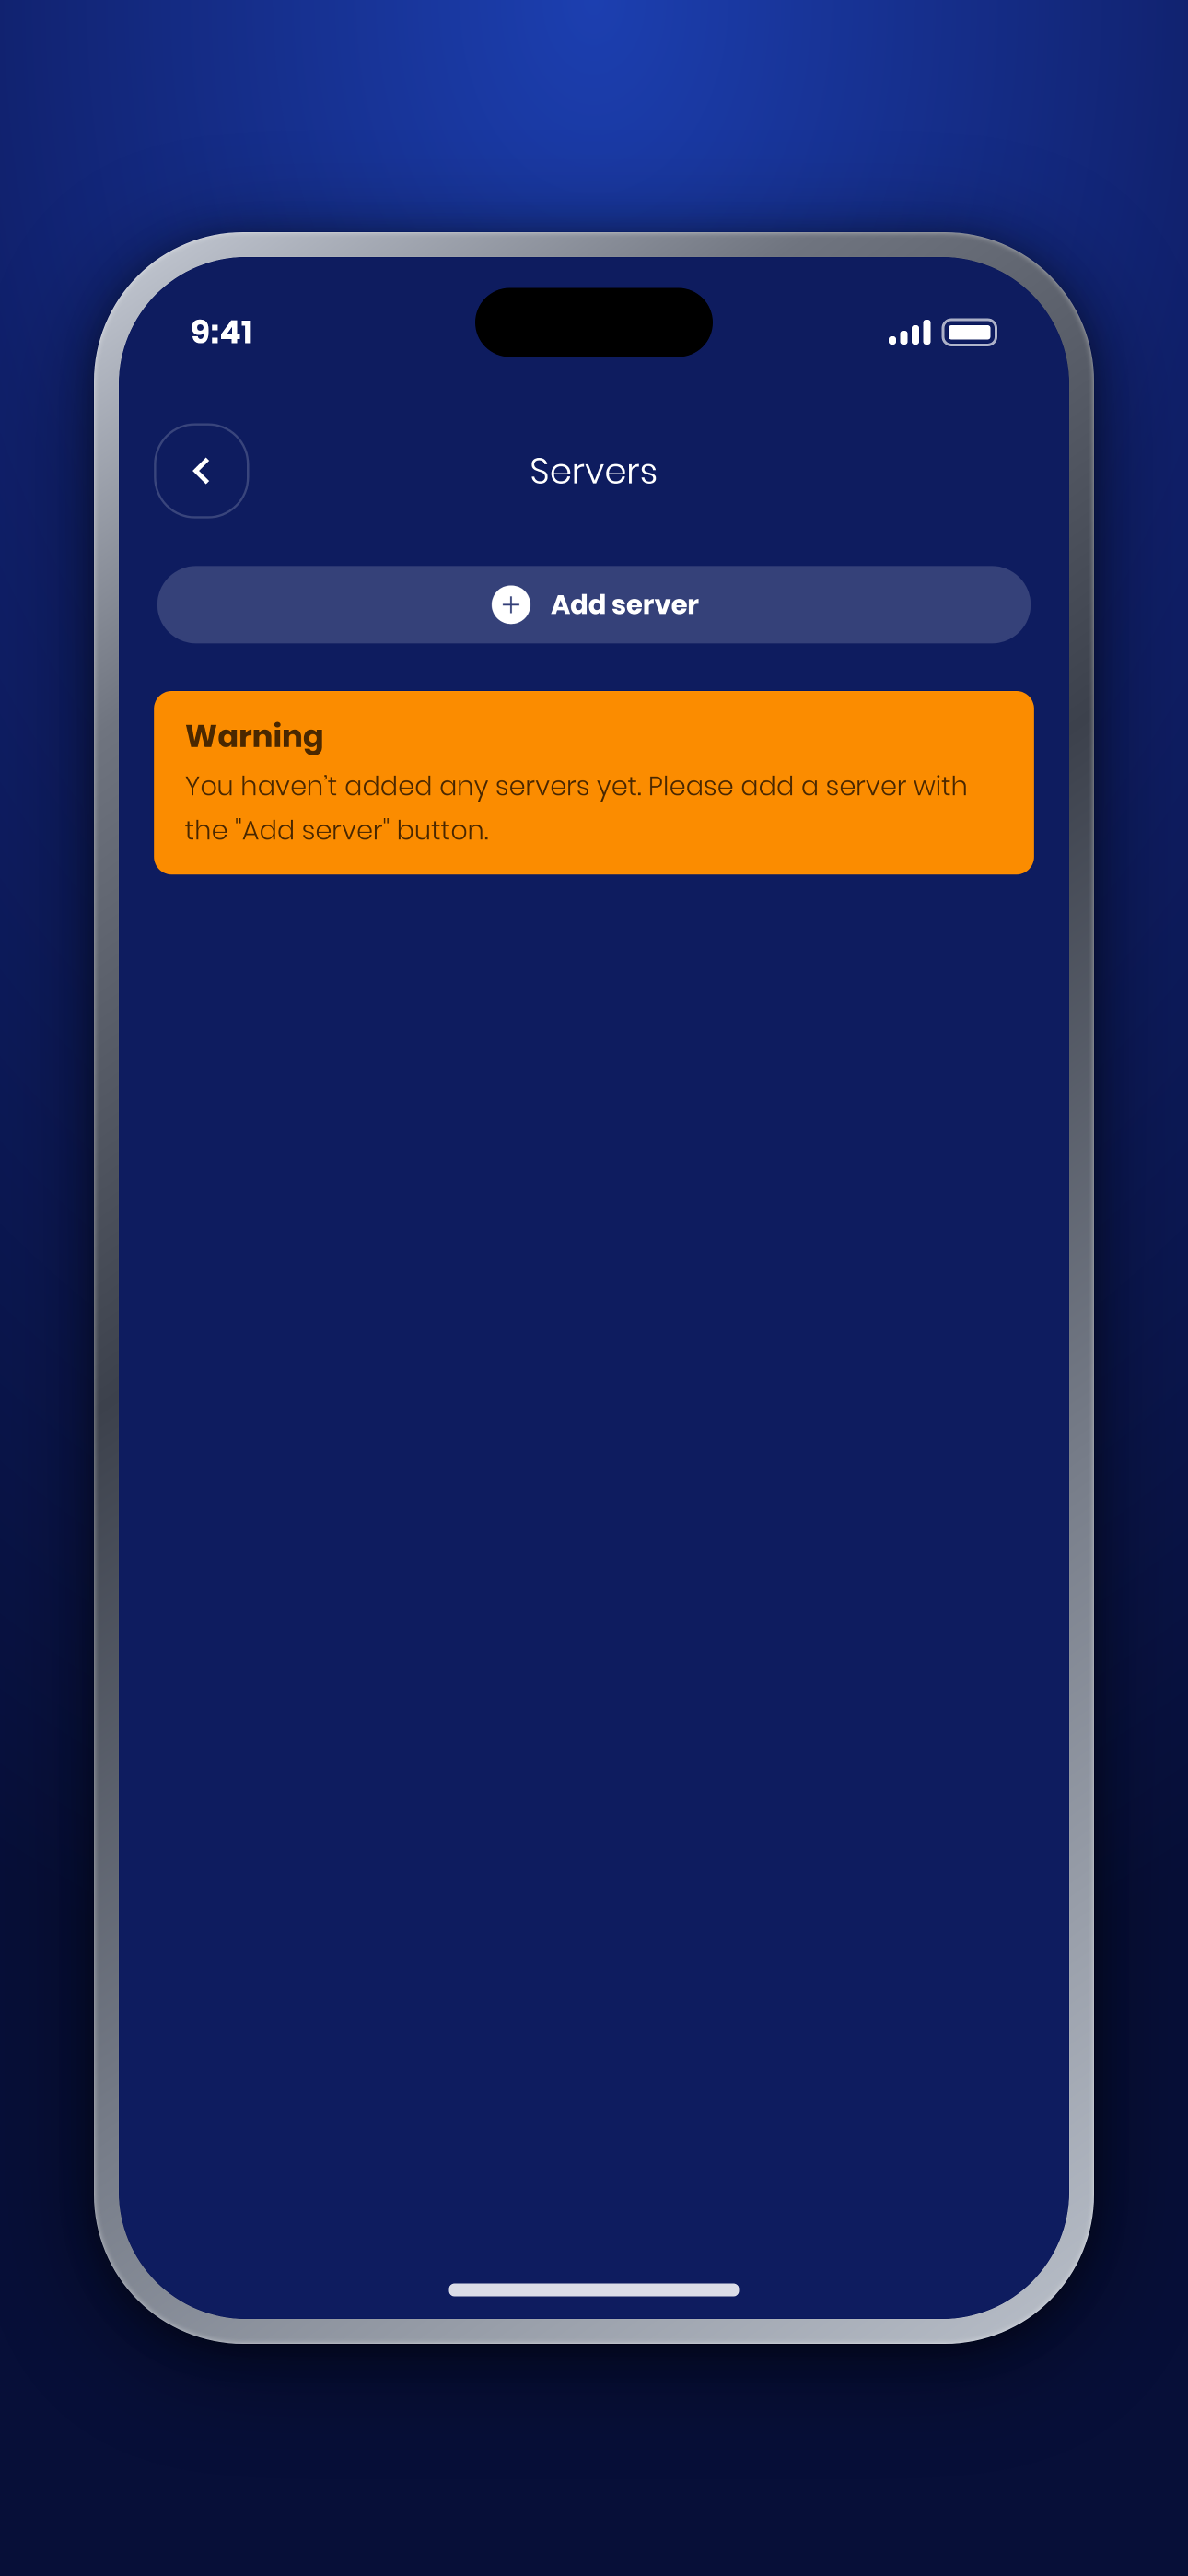 9:41
Servers
Add server
Warning
You haven’t added any servers yet. Please add a server with
the "Add server" button.